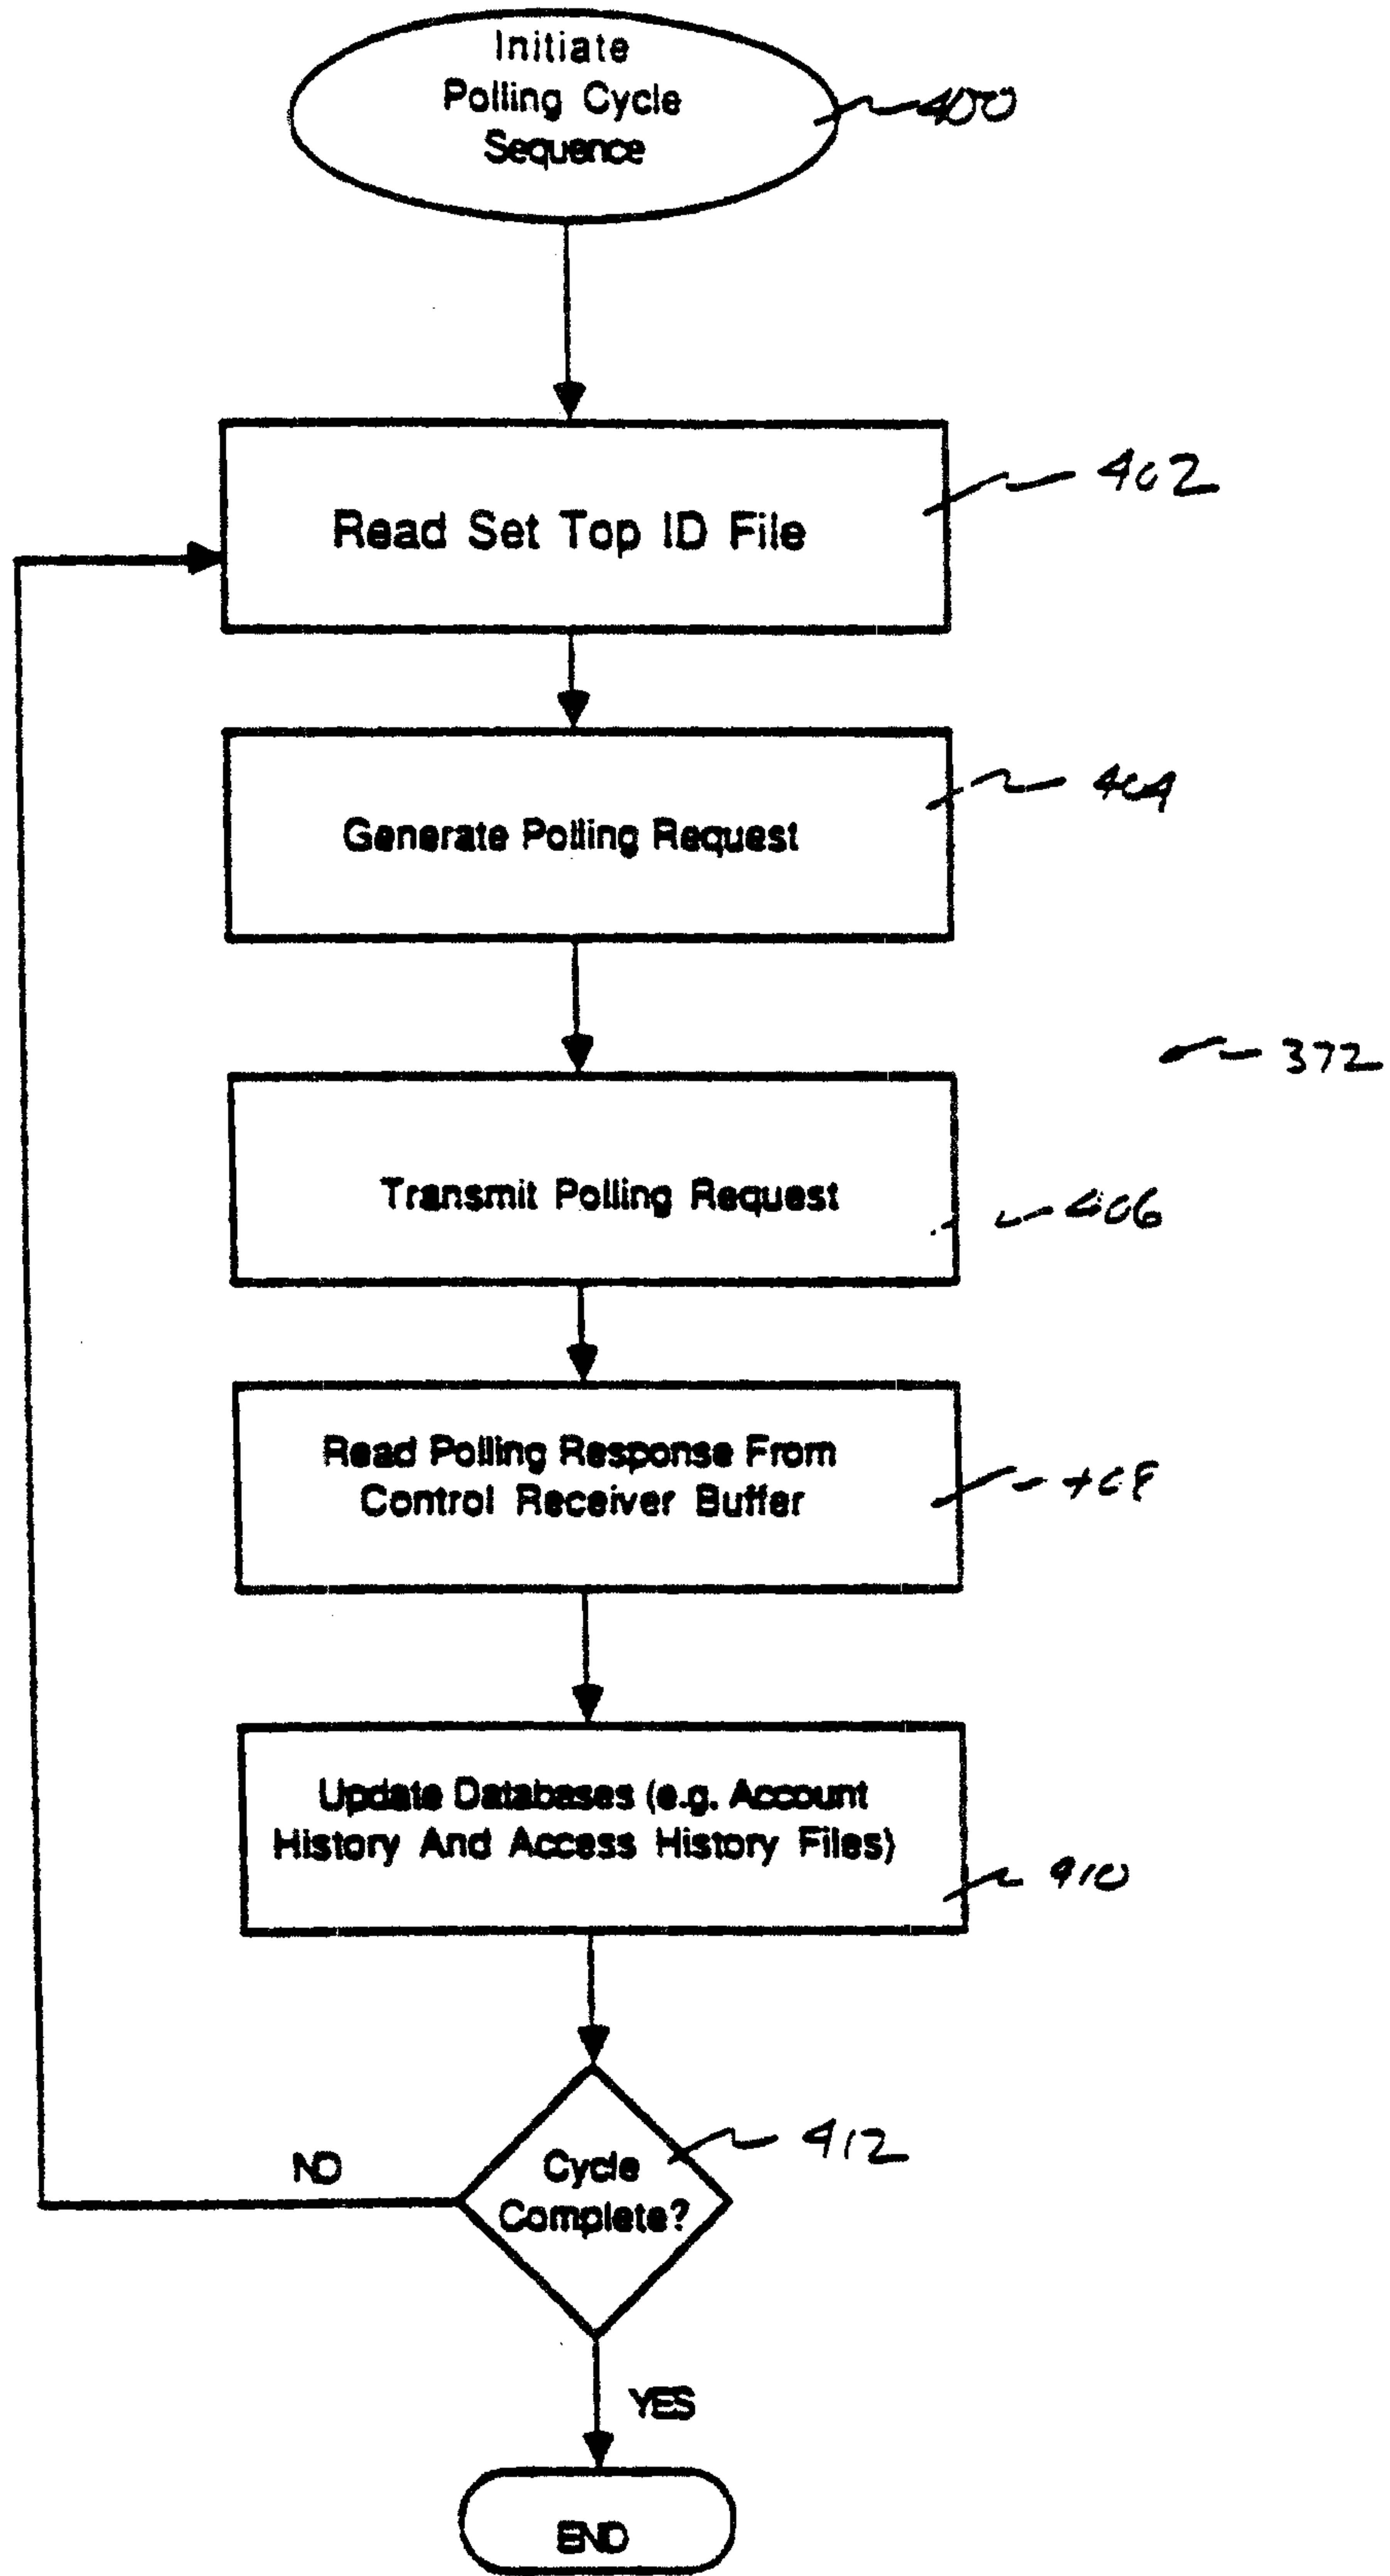 Initiate
Polling Cycle
Sequence
400
Read Set Top ID File
402
Generate Polling Request
404
372
Transmit Polling Request
406
Read Polling Response From
Control Receiver Buffer
408
Update Databases (e.g. Account
History And Access History Files)
410
Cycle
Complete?
412
NO
YES
END